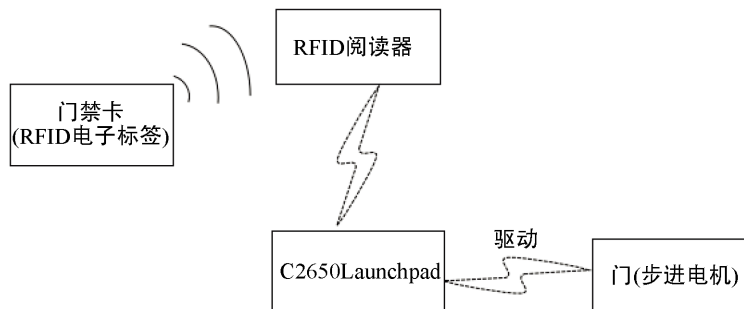 RFID阅读器
门禁卡
(RFID电子标签)
驱动
C2650Launchpad
门(步进电机)